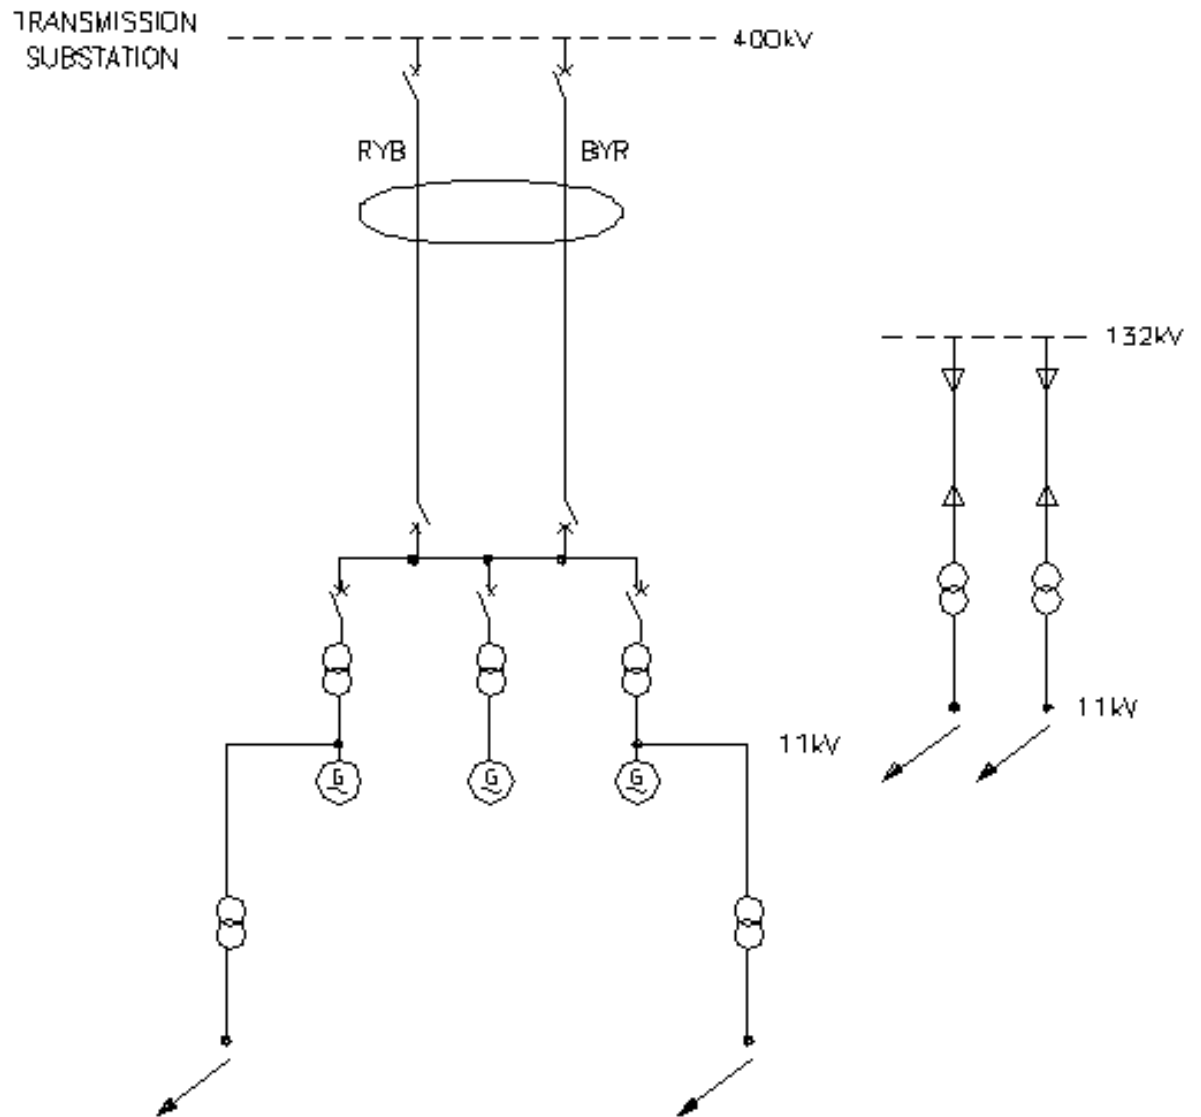 TRANSMISSION
SUBSTATION
400kV
RYB
BYR
132kV
11kV
11kV
G
G
G